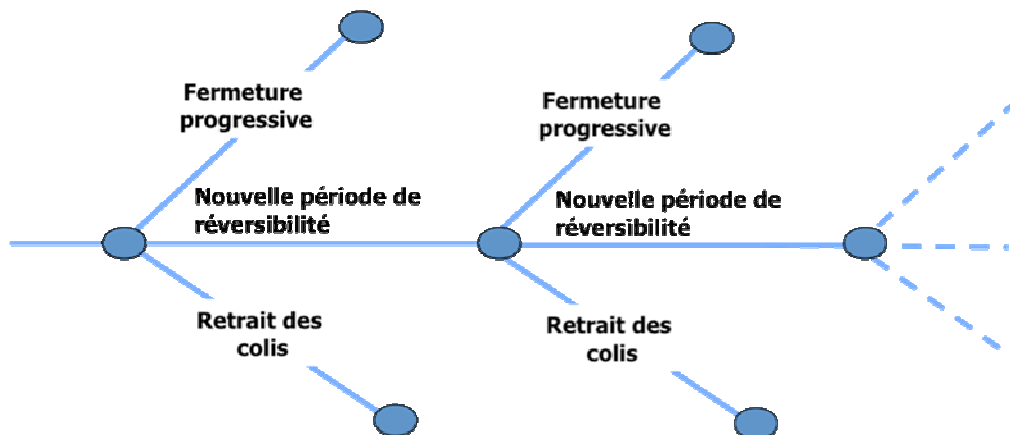 Fermeture
progressive
Fermeture
progressive
Nouvelle période de
réversibilité
Nouvelle période de
réversibilité
Retrait des
colis
Retrait des
colis